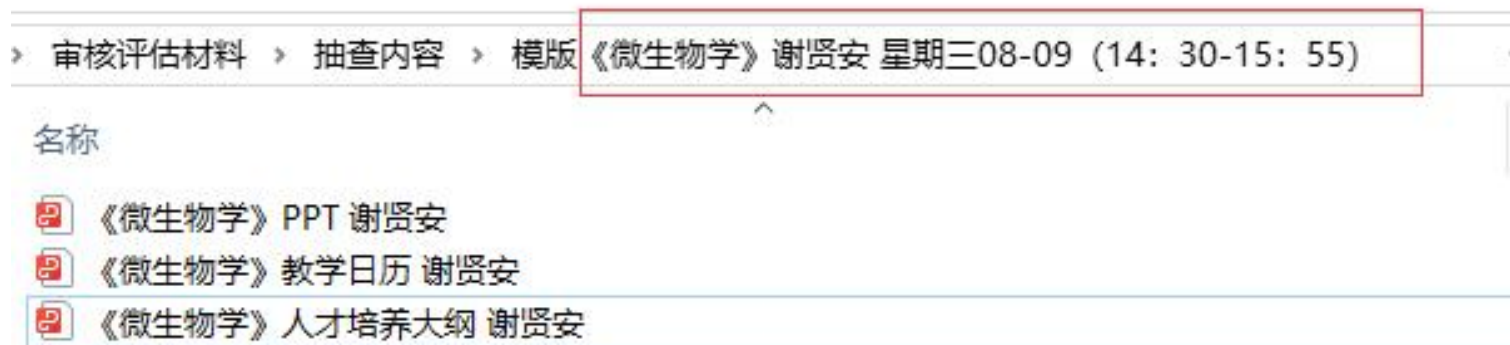 审核评估材料 › 抽查内容 › 模版《微生物学》谢贤安 星期三08-09（14：30-15：55）
名称
《微生物学》PPT 谢贤安
《微生物学》教学日历 谢贤安
《微生物学》人才培养大纲 谢贤安